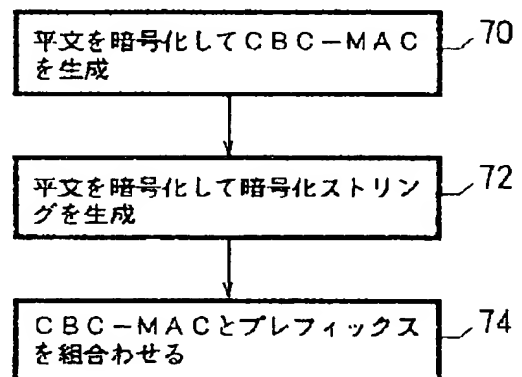 平文を暗号化してＣＢＣ－ＭＡＣ
を生成
70
平文を暗号化して暗号化ストリン
グを生成
72
ＣＢＣ－ＭＡＣとプレフィックス
を組合わせる
74